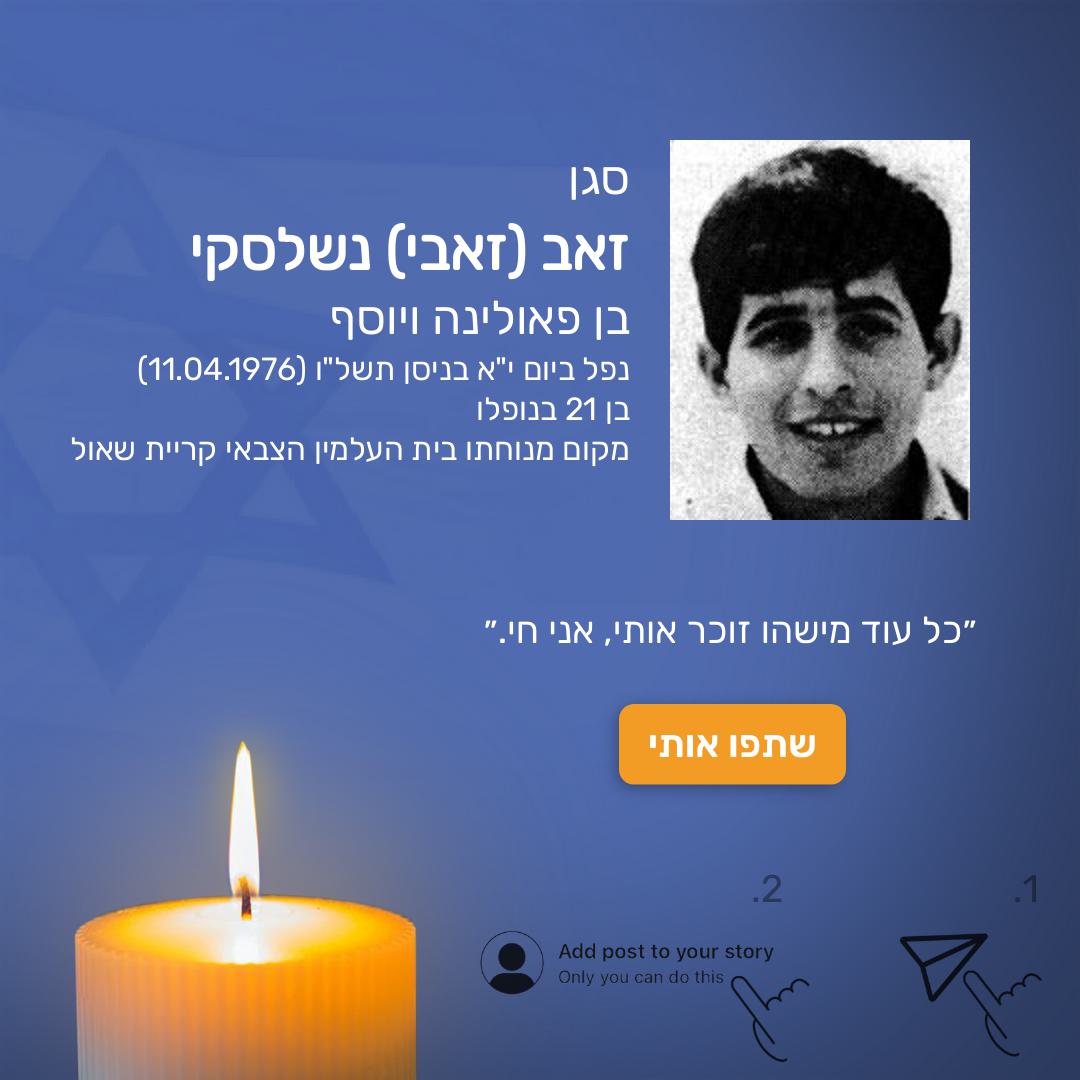 סגן
זאב (זאבי) נשלסקי
בן פאולינה ויוסף
נפל ביום י"א בניסן תשל"ו (11.04.1976)
בן 21 בנופלו
מקום מנוחתו בית העלמין הצבאי קריית שאול
״כל עוד מישהו זוכר אותי, אני חי.״
שתפו אותי
.1
.2
Add post to your story
Only you can do this